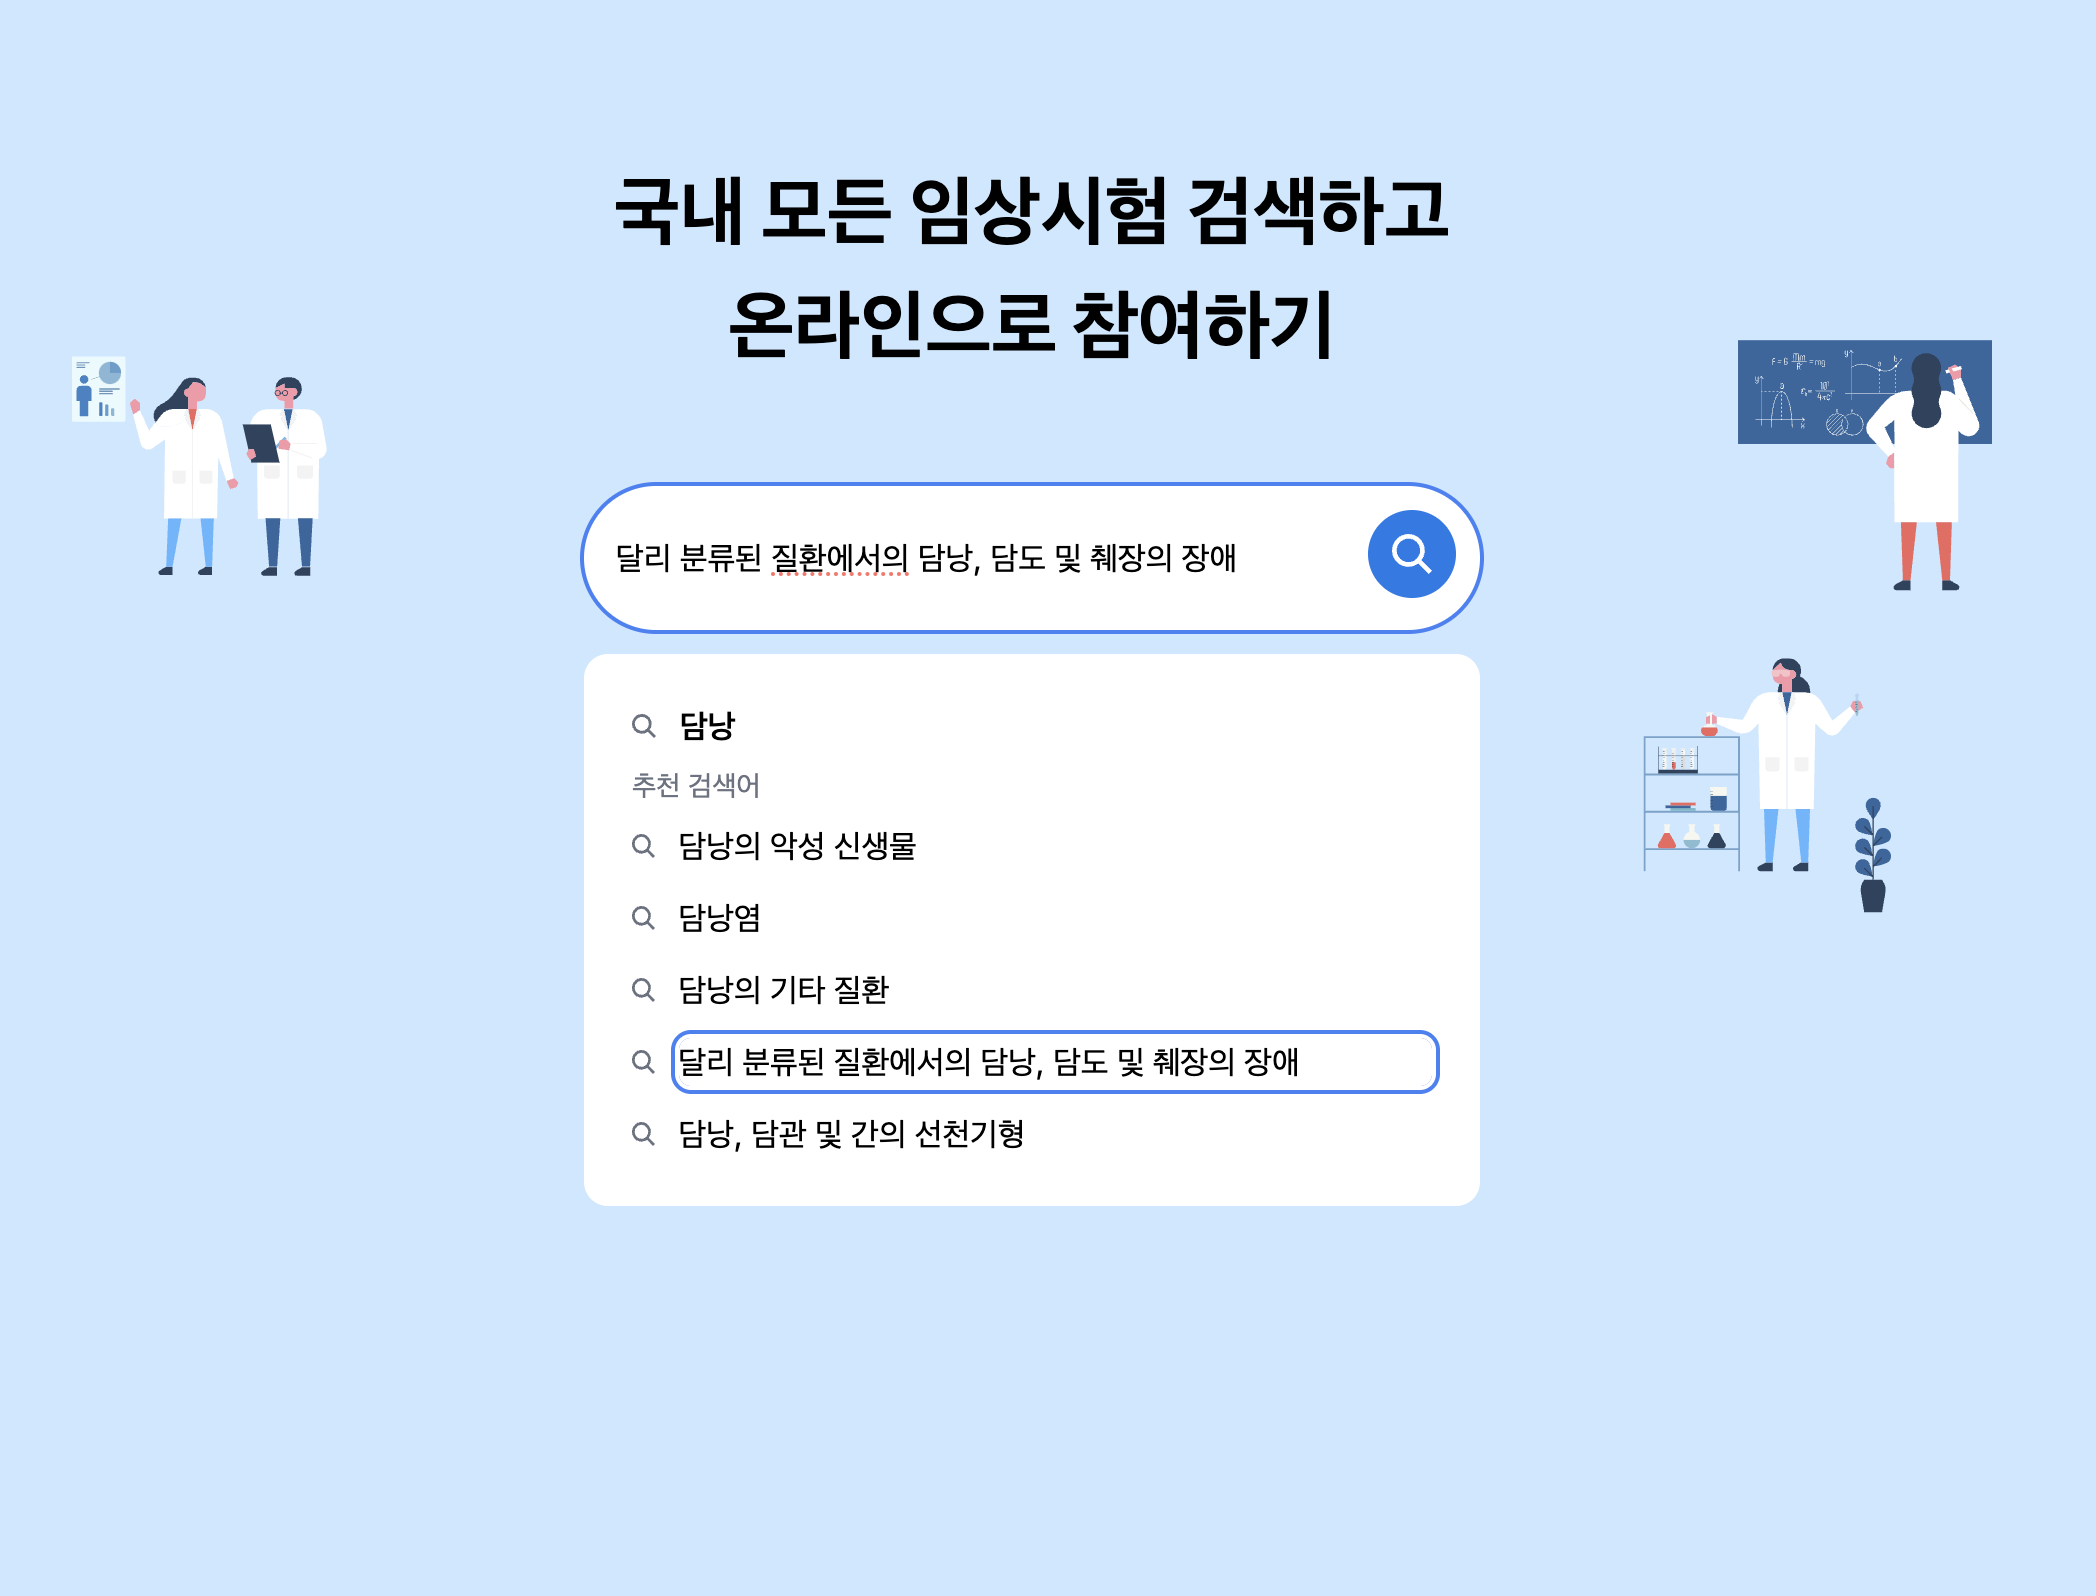 국내 모든 임상시험 검색하고
온라인으로 참여하기
달리 분류된 질환에서의 담낭, 담도 및 췌장의 장애
담낭
추천 검색어
담낭의 악성 신생물
담낭염
담낭의 기타 질환
달리 분류된 질환에서의 담낭, 담도 및 췌장의 장애
담낭, 담관 및 간의 선천기형